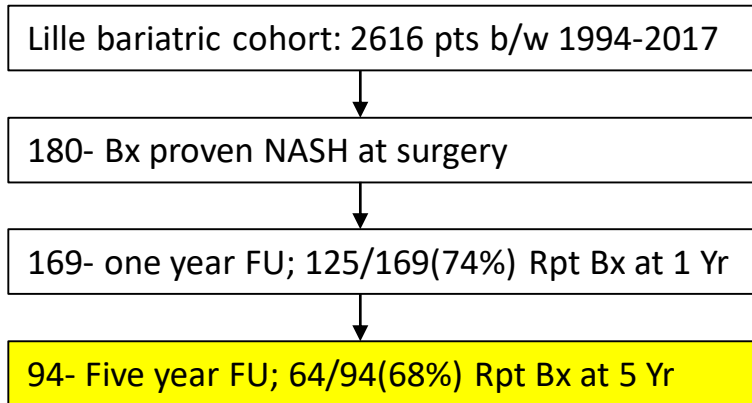 Lille bariatric cohort: 2616 pts b/w 1994-2017
180- Bx proven NASH at surgery
169- one year FU; 125/169(74%) Rpt Bx at 1 Yr
94- Five year FU; 64/94(68%) Rpt Bx at 5 Yr